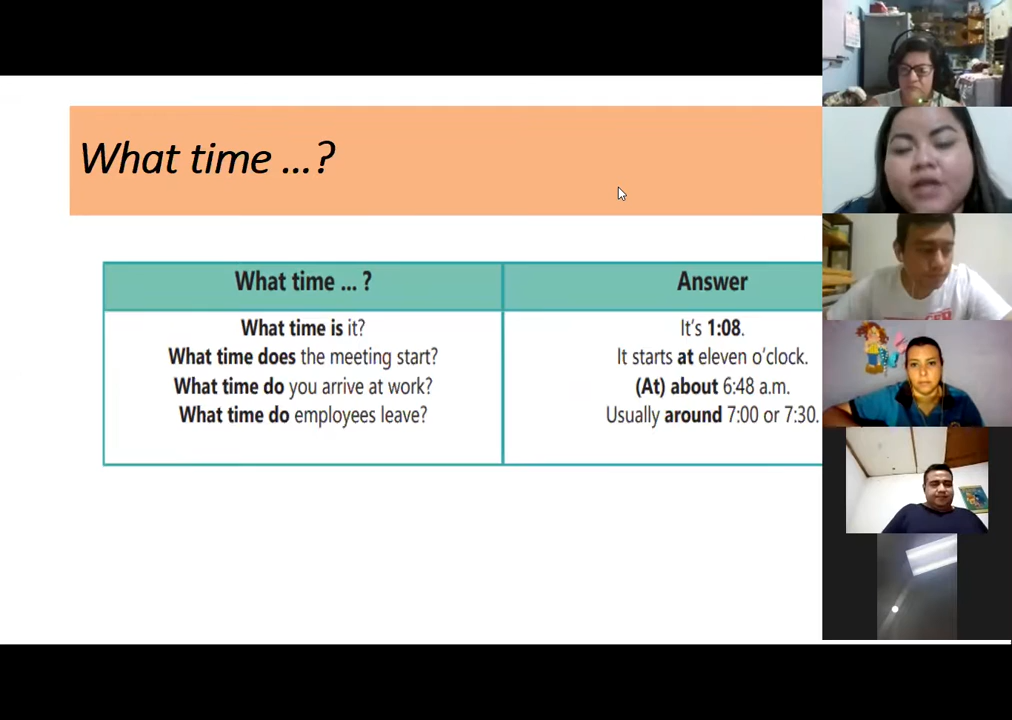 What time ...?
What time ... ? Answer
What time is it? It's 1:08.
What time does the meeting start? It starts at eleven o'clock.
What time do you arrive at work? (At) about 6:48 a.m.
What time do employees leave? Usually around 7:00 or 7:30.